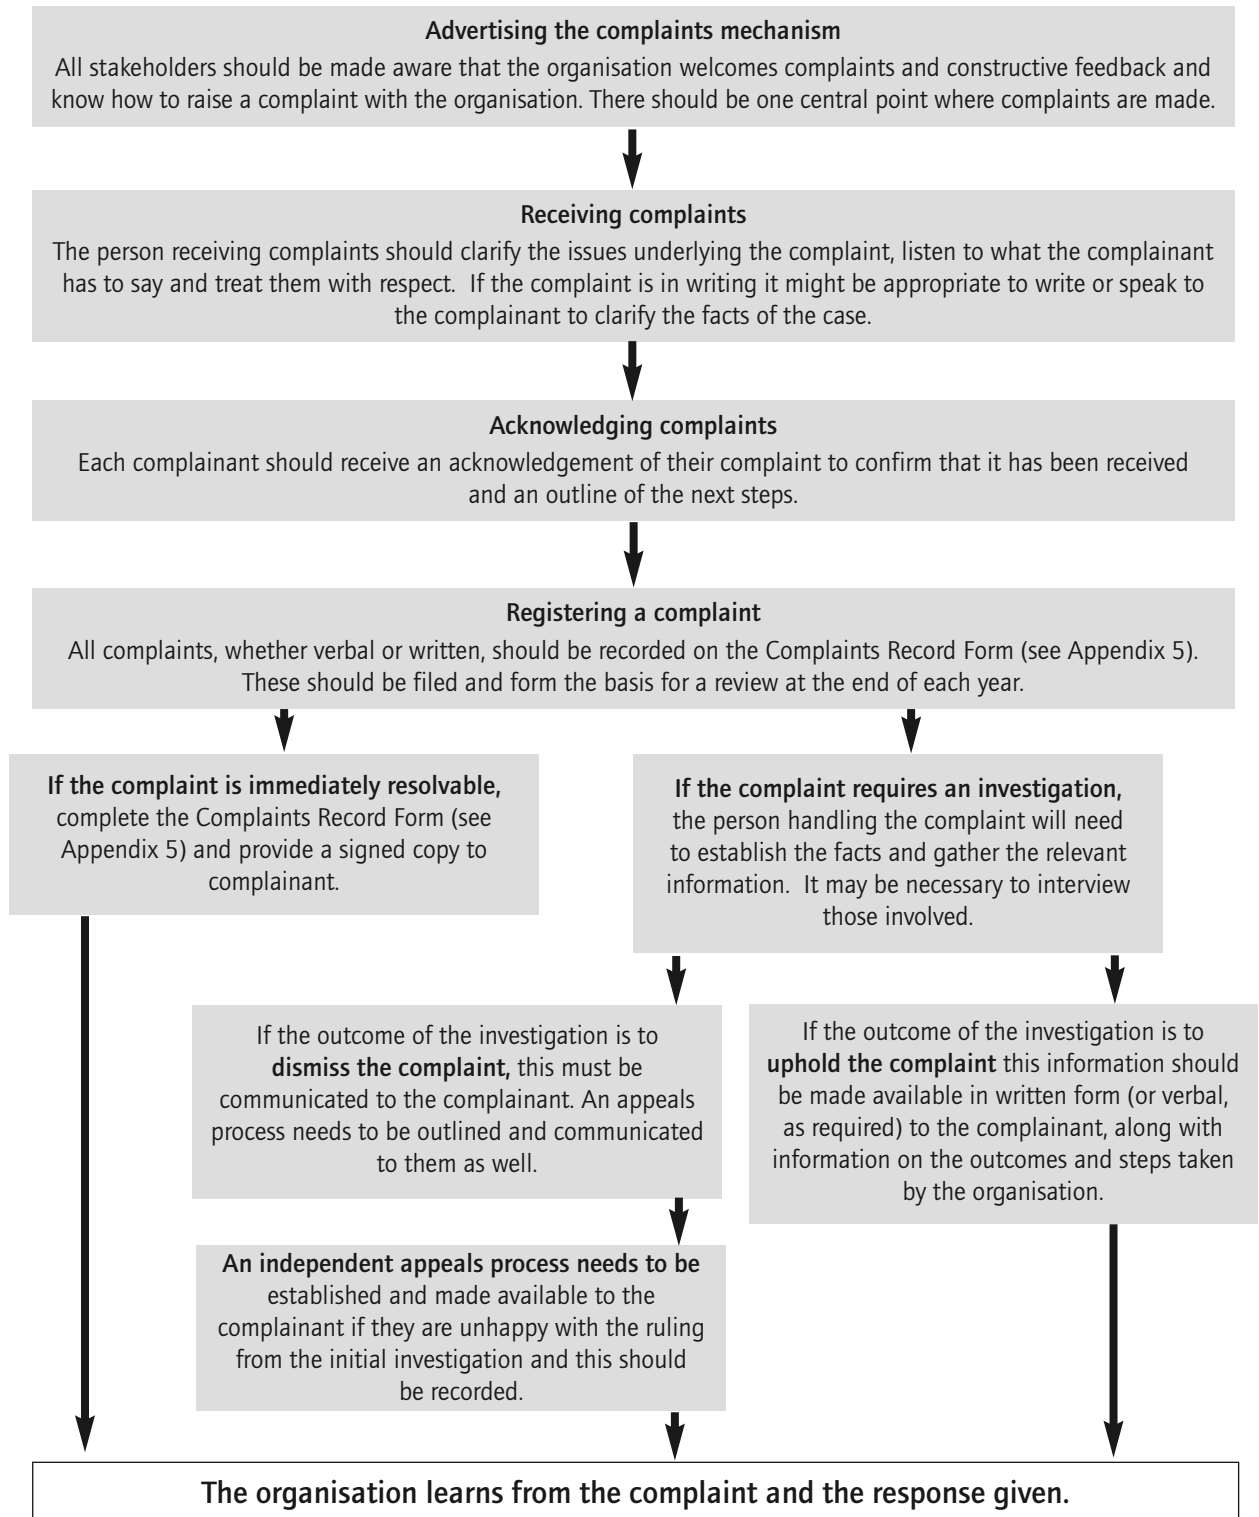 Advertising the complaints mechanism
All stakeholders should be made aware that the organisation welcomes complaints and constructive feedback and
know how to raise a complaint with the organisation. There should be one central point where complaints are made.
Receiving complaints
The person receiving complaints should clarify the issues underlying the complaint, listen to what the complainant
has to say and treat them with respect.  If the complaint is in writing it might be appropriate to write or speak to
the complainant to clarify the facts of the case.
Acknowledging complaints
Each complainant should receive an acknowledgement of their complaint to confirm that it has been received
and an outline of the next steps.
Registering a complaint
All complaints, whether verbal or written, should be recorded on the Complaints Record Form (see Appendix 5).
These should be filed and form the basis for a review at the end of each year.
If the complaint is immediately resolvable,
complete the Complaints Record Form (see
Appendix 5) and provide a signed copy to
complainant.
If the complaint requires an investigation,
the person handling the complaint will need
to establish the facts and gather the relevant
information.  It may be necessary to interview
those involved.
If the outcome of the investigation is to
dismiss the complaint, this must be
communicated to the complainant. An appeals
process needs to be outlined and communicated
to them as well.
If the outcome of the investigation is to
uphold the complaint this information should
be made available in written form (or verbal,
as required) to the complainant, along with
information on the outcomes and steps taken
by the organisation.
An independent appeals process needs to be
established and made available to the
complainant if they are unhappy with the ruling
from the initial investigation and this should
be recorded.
The organisation learns from the complaint and the response given.